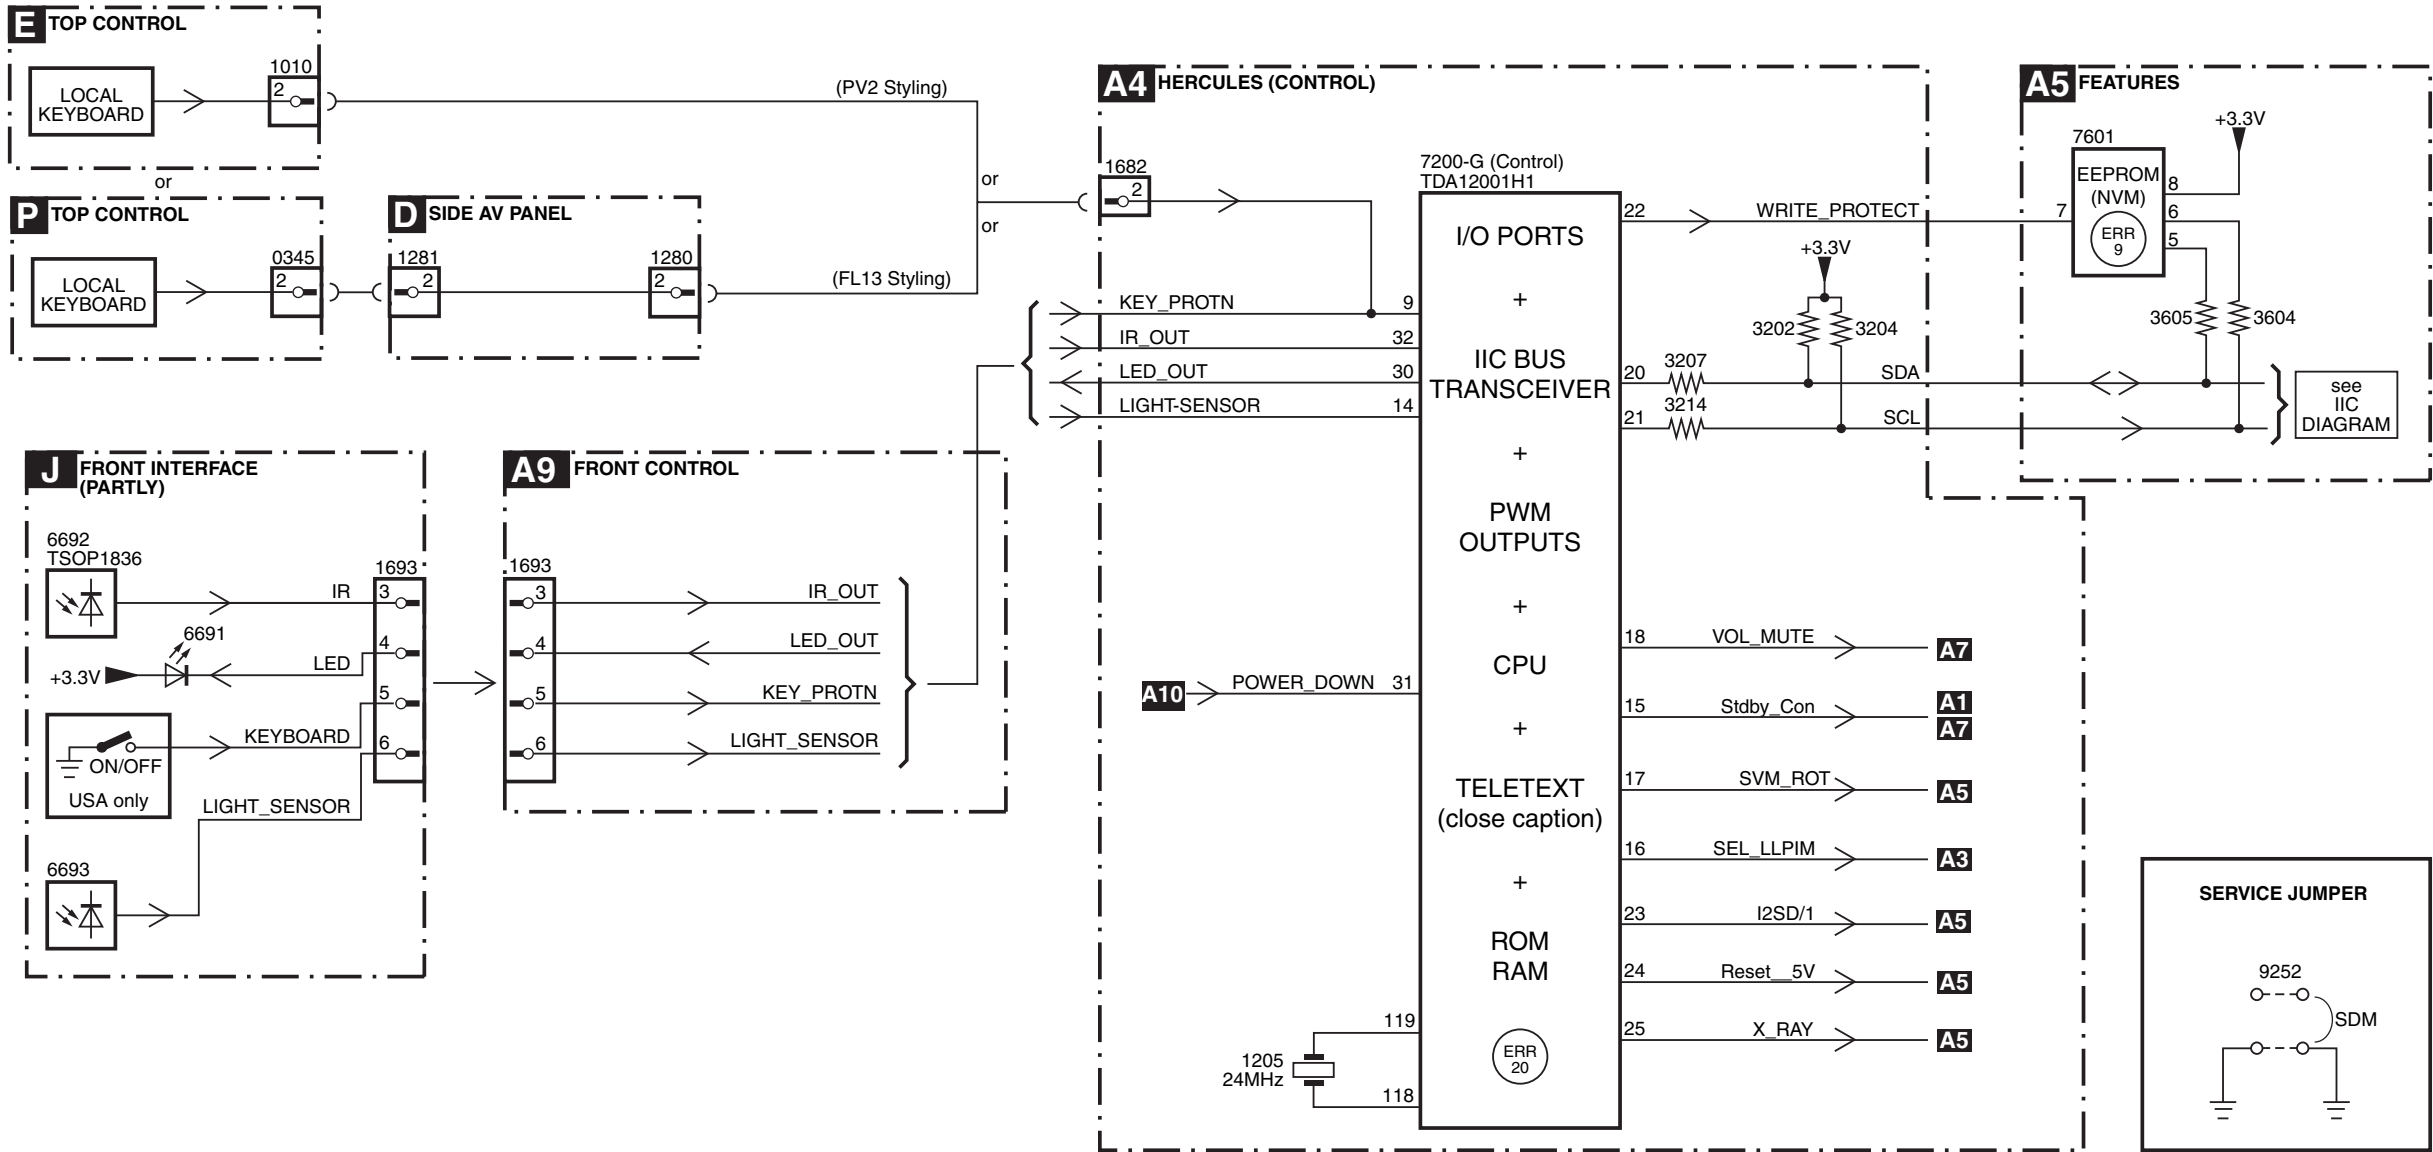 E TOP CONTROL
LOCAL
KEYBOARD
1010
2
(PV2 Styling)
or
P TOP CONTROL
LOCAL
KEYBOARD
0345
2
D SIDE AV PANEL
1281
2
1280
2
(FL13 Styling)
or
or
A4 HERCULES (CONTROL)
1682
2
7200-G (Control)
TDA12001H1
KEY_PROTN 9
IR_OUT 32
LED_OUT 30
LIGHT-SENSOR 14
I/O PORTS
+
IIC BUS
TRANSCEIVER
+
PWM
OUTPUTS
+
CPU
+
TELETEXT
(close caption)
+
ROM
RAM
ERR
20
A10 POWER_DOWN 31
119
1205
24MHz
118
22 WRITE_PROTECT
+3.3V
3202 3204
20 3207 SDA
21 3214 SCL
18 VOL_MUTE A7
15 Stdby_Con A1
A7
17 SVM_ROT A5
16 SEL_LLPIM A3
23 I2SD/1 A5
24 Reset__5V A5
25 X_RAY A5
A5 FEATURES
7601
+3.3V
EEPROM
(NVM)
ERR
9
7
8
6
5
3605 3604
see
IIC
DIAGRAM
J FRONT INTERFACE
(PARTLY)
6692
TSOP1836
1693
IR 3
6691
+3.3V LED 4
5
KEYBOARD
6
ON/OFF
USA only
LIGHT_SENSOR
6693
A9 FRONT CONTROL
1693
3 IR_OUT
4 LED_OUT
5 KEY_PROTN
6 LIGHT_SENSOR
SERVICE JUMPER
9252
SDM